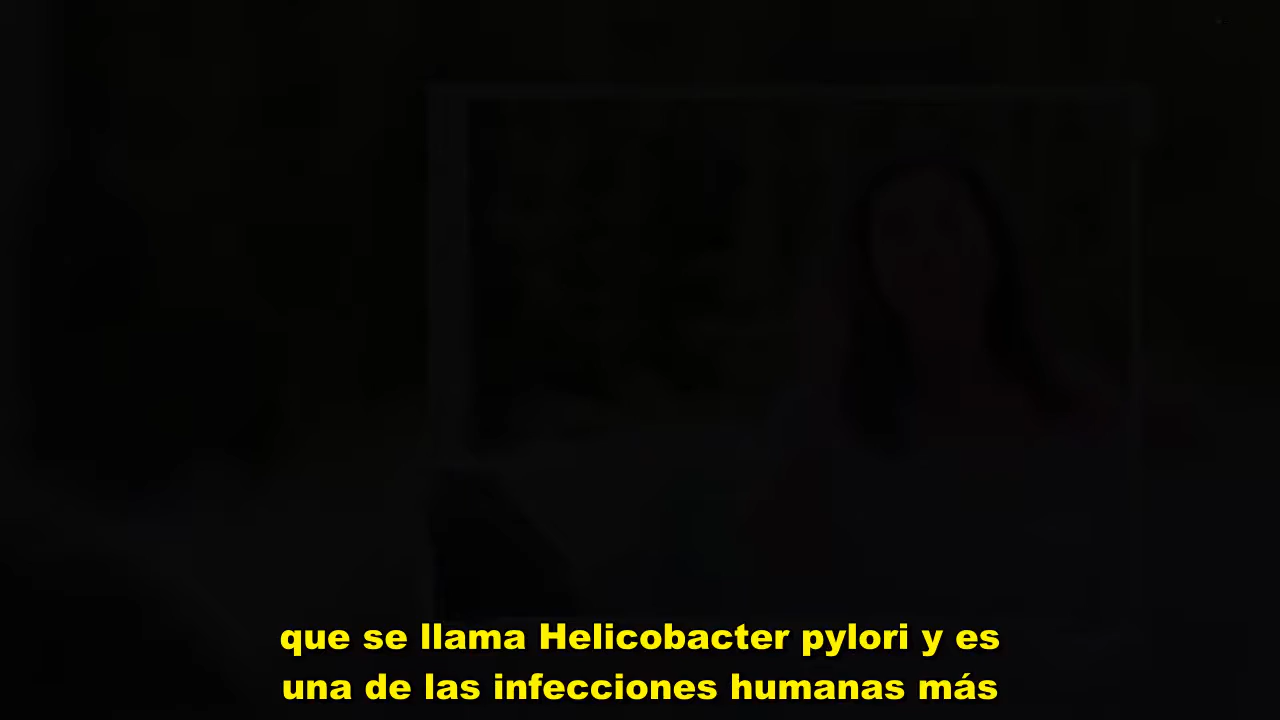 que se llama Helicobacter pylori y es
una de las infecciones humanas más